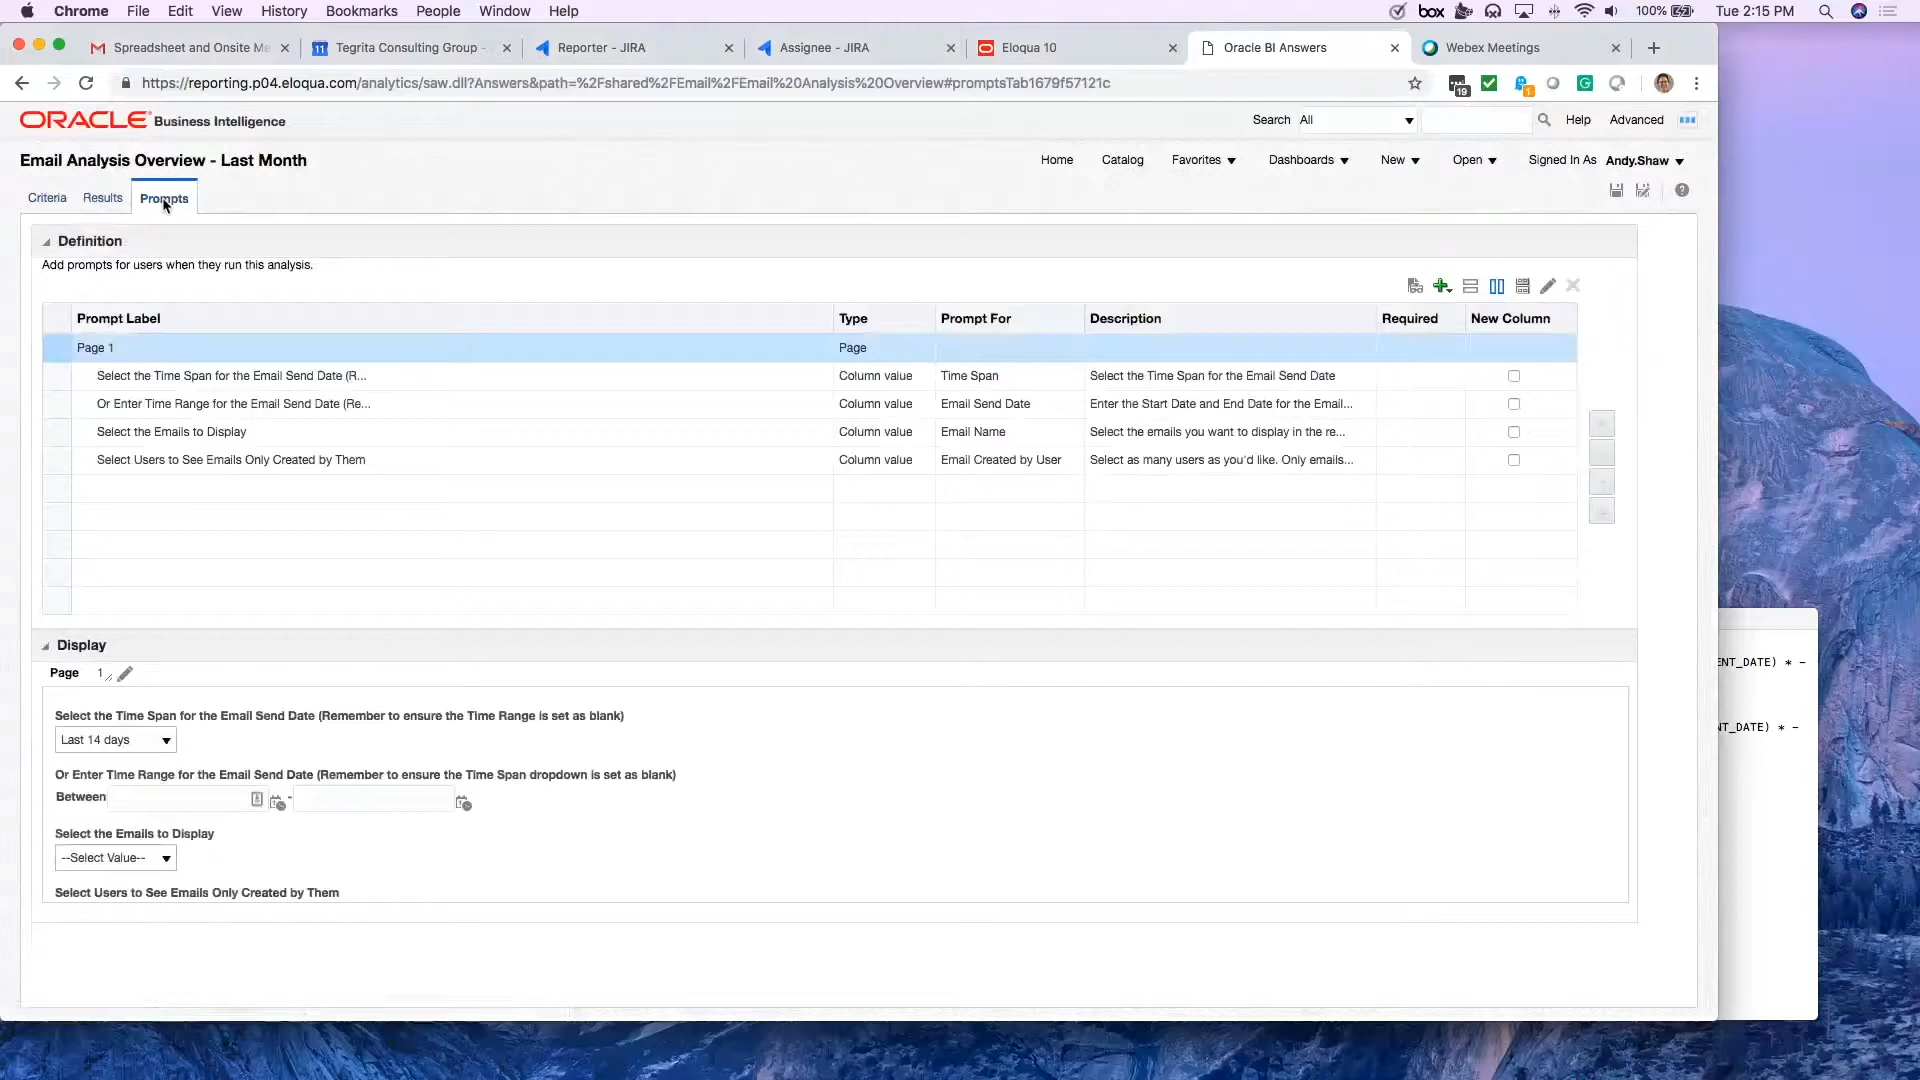 Chrome File Edit View History Bookmarks People Window Help box 100% Tue 2:15 PM
Spreadsheet and Onsite Me
11 Tegrita Consulting Group -
Reporter - JIRA
Assignee - JIRA
Eloqua 10
Oracle BI Answers
Webex Meetings
https://reporting.p04.eloqua.com/analytics/saw.dll?Answers&path=%2Fshared%2FEmail%2FEmail%20Analysis%20Overview#promptsTab1679f57121c
19 1
ORACLE Business Intelligence
Search All Help Advanced
Email Analysis Overview - Last Month
Home Catalog Favorites Dashboards New Open Signed In As Andy.Shaw
Criteria Results Prompts
Definition
Add prompts for users when they run this analysis.
Prompt Label Type Prompt For Description Required New Column
Page 1 Page
Select the Time Span for the Email Send Date (R... Column value Time Span Select the Time Span for the Email Send Date
Or Enter Time Range for the Email Send Date (Re... Column value Email Send Date Enter the Start Date and End Date for the Email...
Select the Emails to Display Column value Email Name Select the emails you want to display in the re...
Select Users to See Emails Only Created by Them Column value Email Created by User Select as many users as you'd like. Only emails...
Display
Page 1
Select the Time Span for the Email Send Date (Remember to ensure the Time Range is set as blank)
Last 14 days
Or Enter Time Range for the Email Send Date (Remember to ensure the Time Span dropdown is set as blank)
Between -
Select the Emails to Display
--Select Value--
Select Users to See Emails Only Created by Them
ENT_DATE) * -
NT_DATE) * -